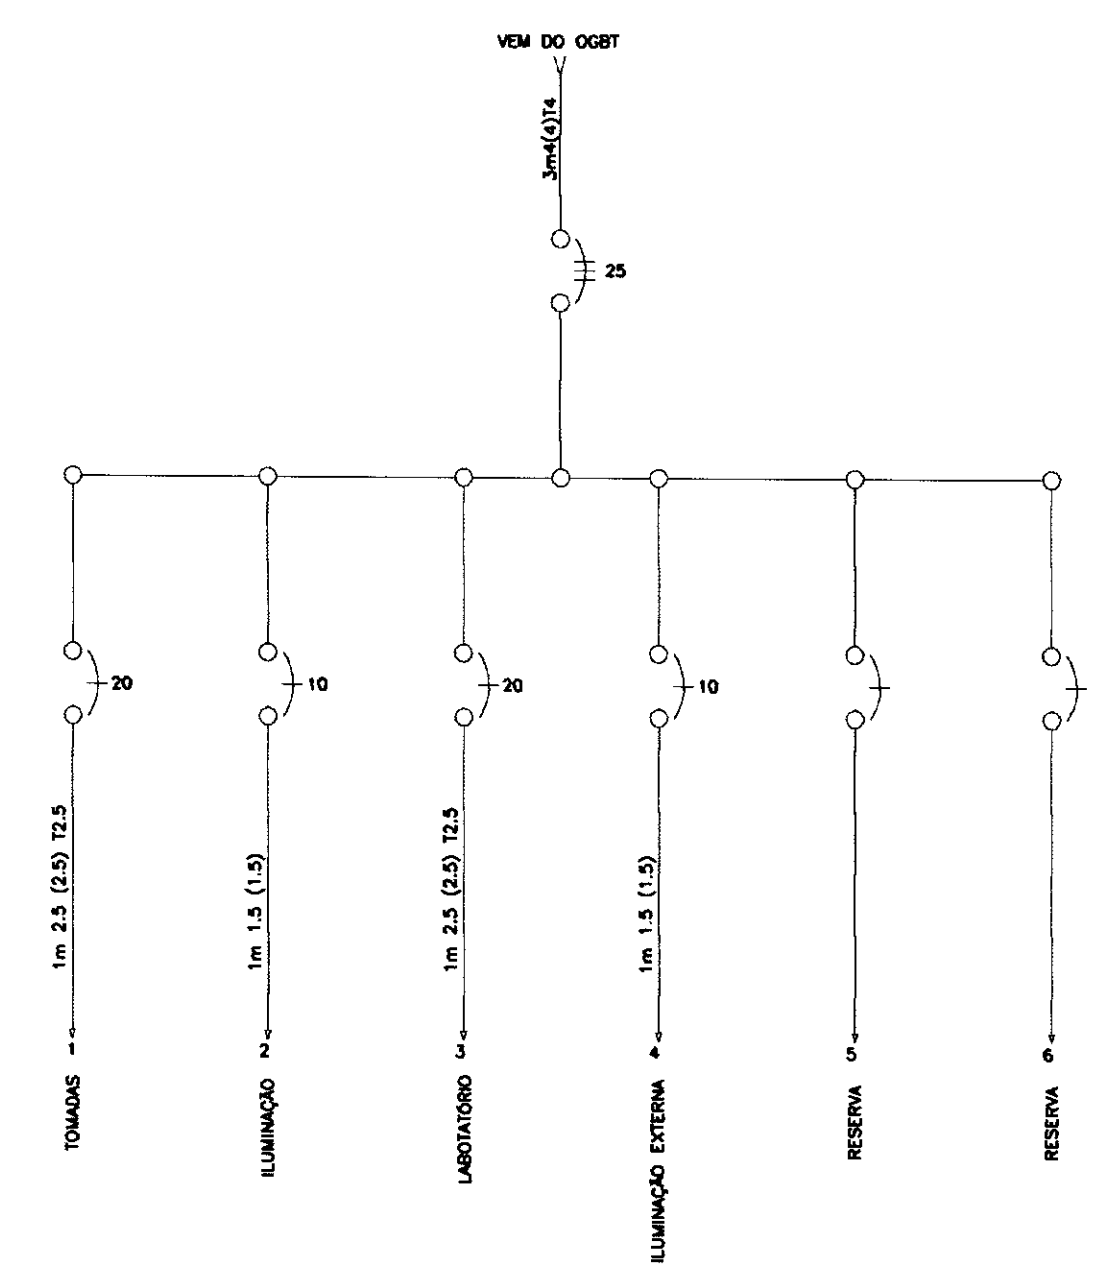 VEM DO QGBT
3m4(4)T4
25
20
10
20
10
1m 2.5 (2.5) T2.5
1m 1.5 (1.5)
1m 2.5 (2.5) T2.5
1m 1.5 (1.5)
1
2
3
4
5
6
TOMADAS
ILUMINAÇÃO
LABOTATÓRIO
ILUMINAÇÃO EXTERNA
RESERVA
RESERVA